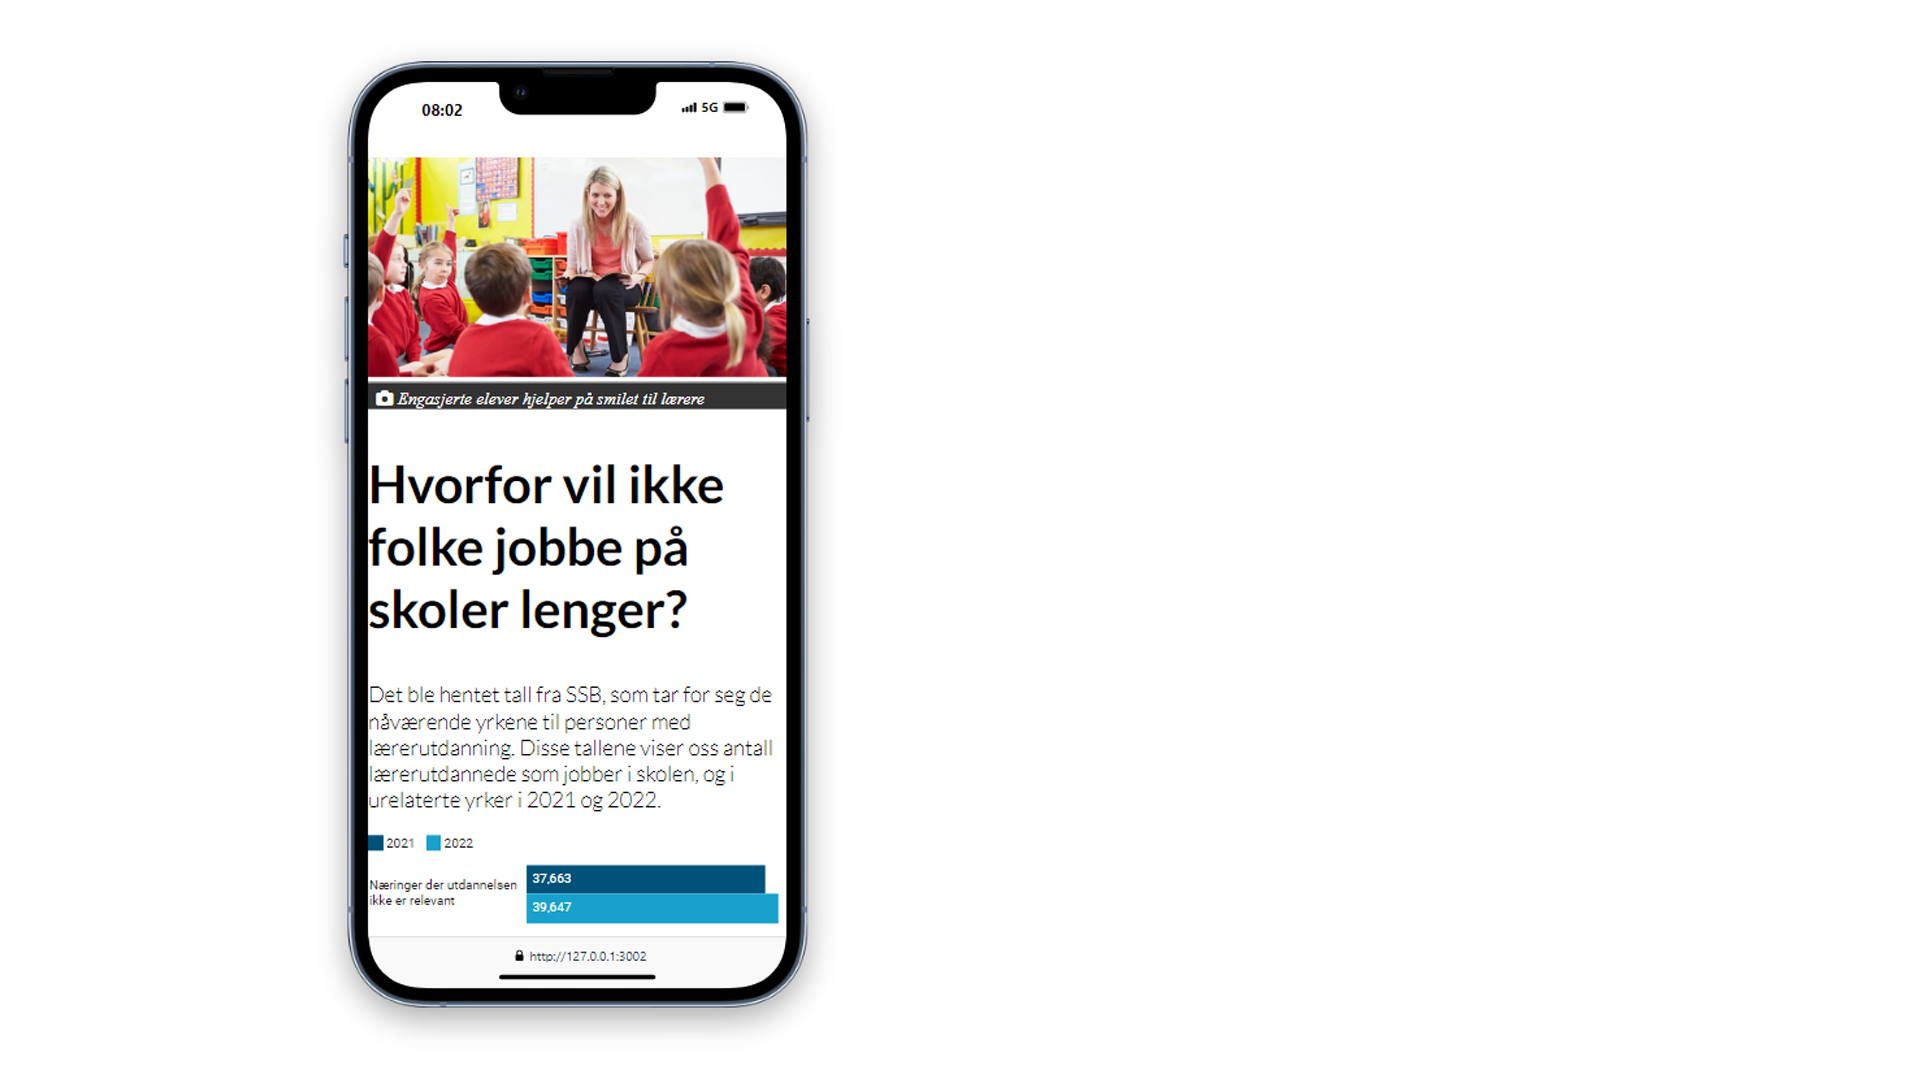 08:02
5G
Engasjerte elever hjelper på smilet til lærere
Hvorfor vil ikke
folke jobbe på
skoler lenger?
Det ble hentet tall fra SSB, som tar for seg de
nåværende yrkene til personer med
lærerutdanning. Disse tallene viser oss antall
lærerutdannede som jobber i skolen, og i
urelaterte yrker i 2021 og 2022.
2021 2022
Næringer der utdannelsen
ikke er relevant
37,663
39,647
http://127.0.0.1:3002